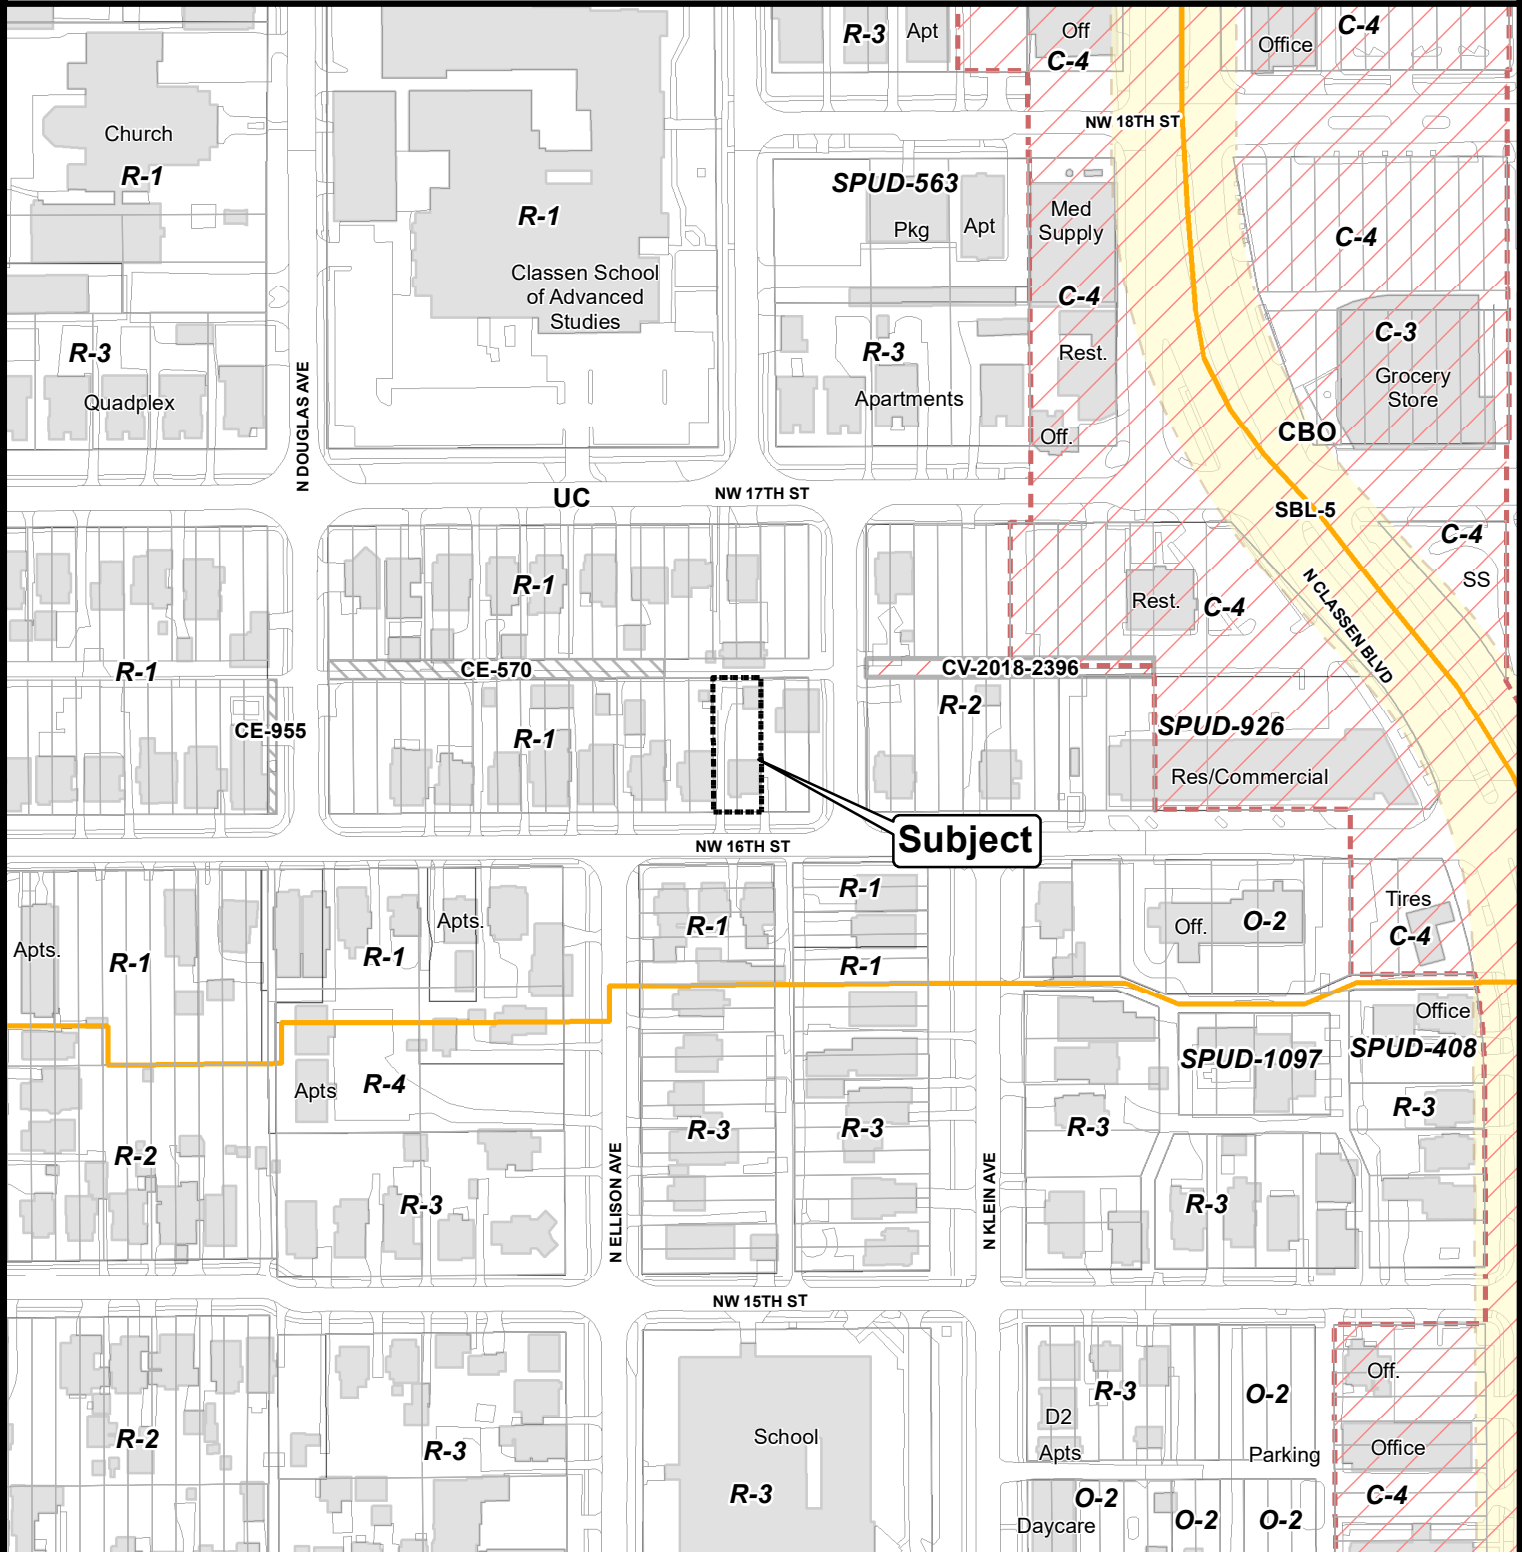 R-3
Apt
Off
C-4
C-4
Office
NW 18TH ST
Church
R-1
R-1
Classen School
of Advanced
Studies
SPUD-563
Pkg
Apt
Med
Supply
C-4
C-4
R-3
Quadplex
N DOUGLAS AVE
R-3
Apartments
Rest.
Off.
C-3
Grocery
Store
CBO
UC
NW 17TH ST
SBL-5
C-4
SS
N CLASSEN BLVD
R-1
Rest.
C-4
R-1
CE-570
CV-2018-2396
CE-955
R-1
R-2
SPUD-926
Res/Commercial
Subject
NW 16TH ST
Apts.
R-1
R-1
Apts.
R-1
R-1
R-1
Off.
O-2
Tires
C-4
Office
SPUD-1097
SPUD-408
Apts
R-4
R-2
R-3
R-3
R-3
R-3
R-3
R-3
N ELLISON AVE
N KLEIN AVE
NW 15TH ST
R-2
R-3
School
R-3
D2
Apts
R-3
O-2
Parking
Off.
Office
C-4
Daycare
O-2
O-2
O-2